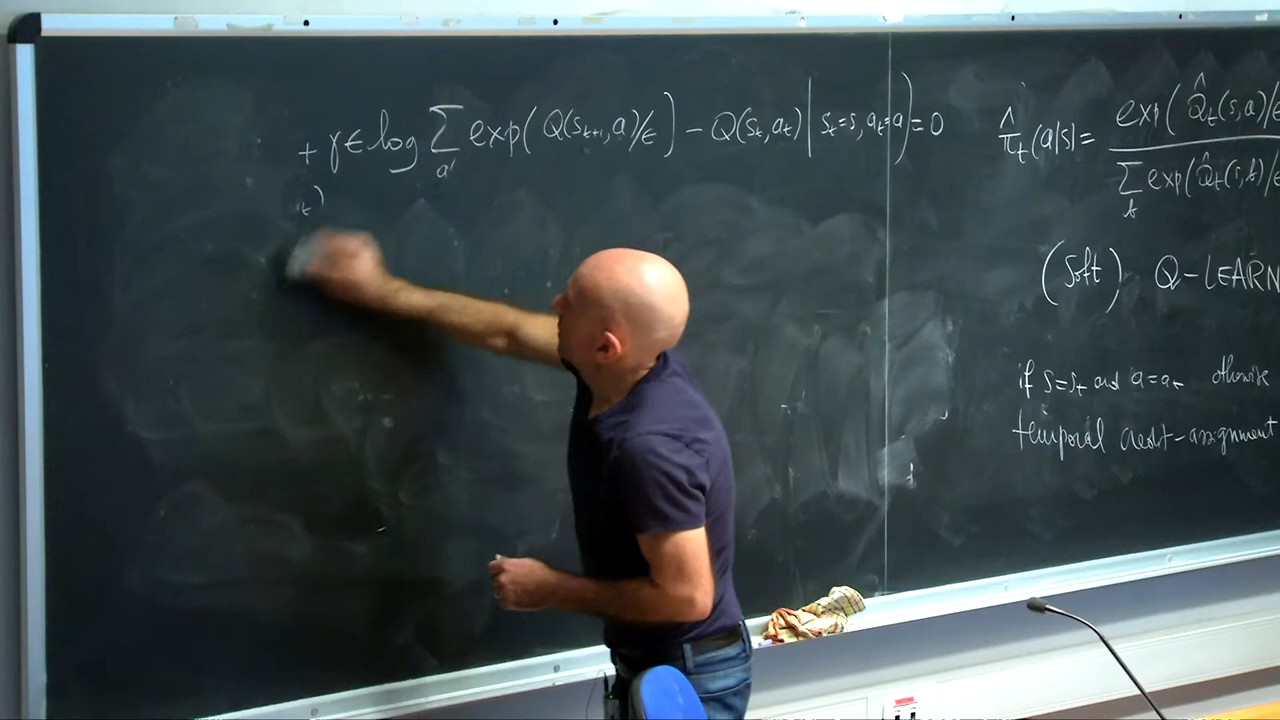 + γ ϵ log ∑_{a'} exp( Q(s_{t+1}, a)/ϵ ) − Q(s_t, a_t) | s_t=s, a_t=a ) = 0
t)
π̂_t(a|s) = exp( Q̂_t(s,a)/ϵ / ∑_b exp( Q̂_t(s,b)/ϵ
(Soft) Q-LEARN
if s=s_t and a=a_t otherwise
temporal credit-assignment